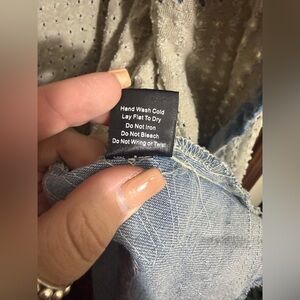 Hand Wash Cold
Lay Flat To Dry
Do Not Iron
Do Not Bleach
Do Not Wring or Twist